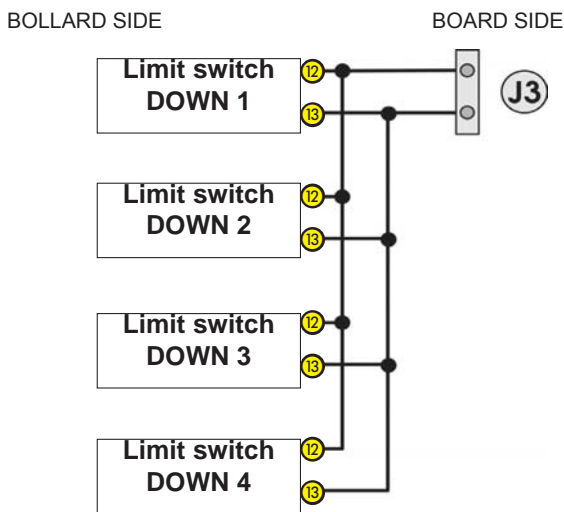 BOLLARD SIDE BOARD SIDE
Limit switch 12
DOWN 1 13
J3
Limit switch 12
DOWN 2 13
Limit switch 12
DOWN 3 13
Limit switch 12
DOWN 4 13